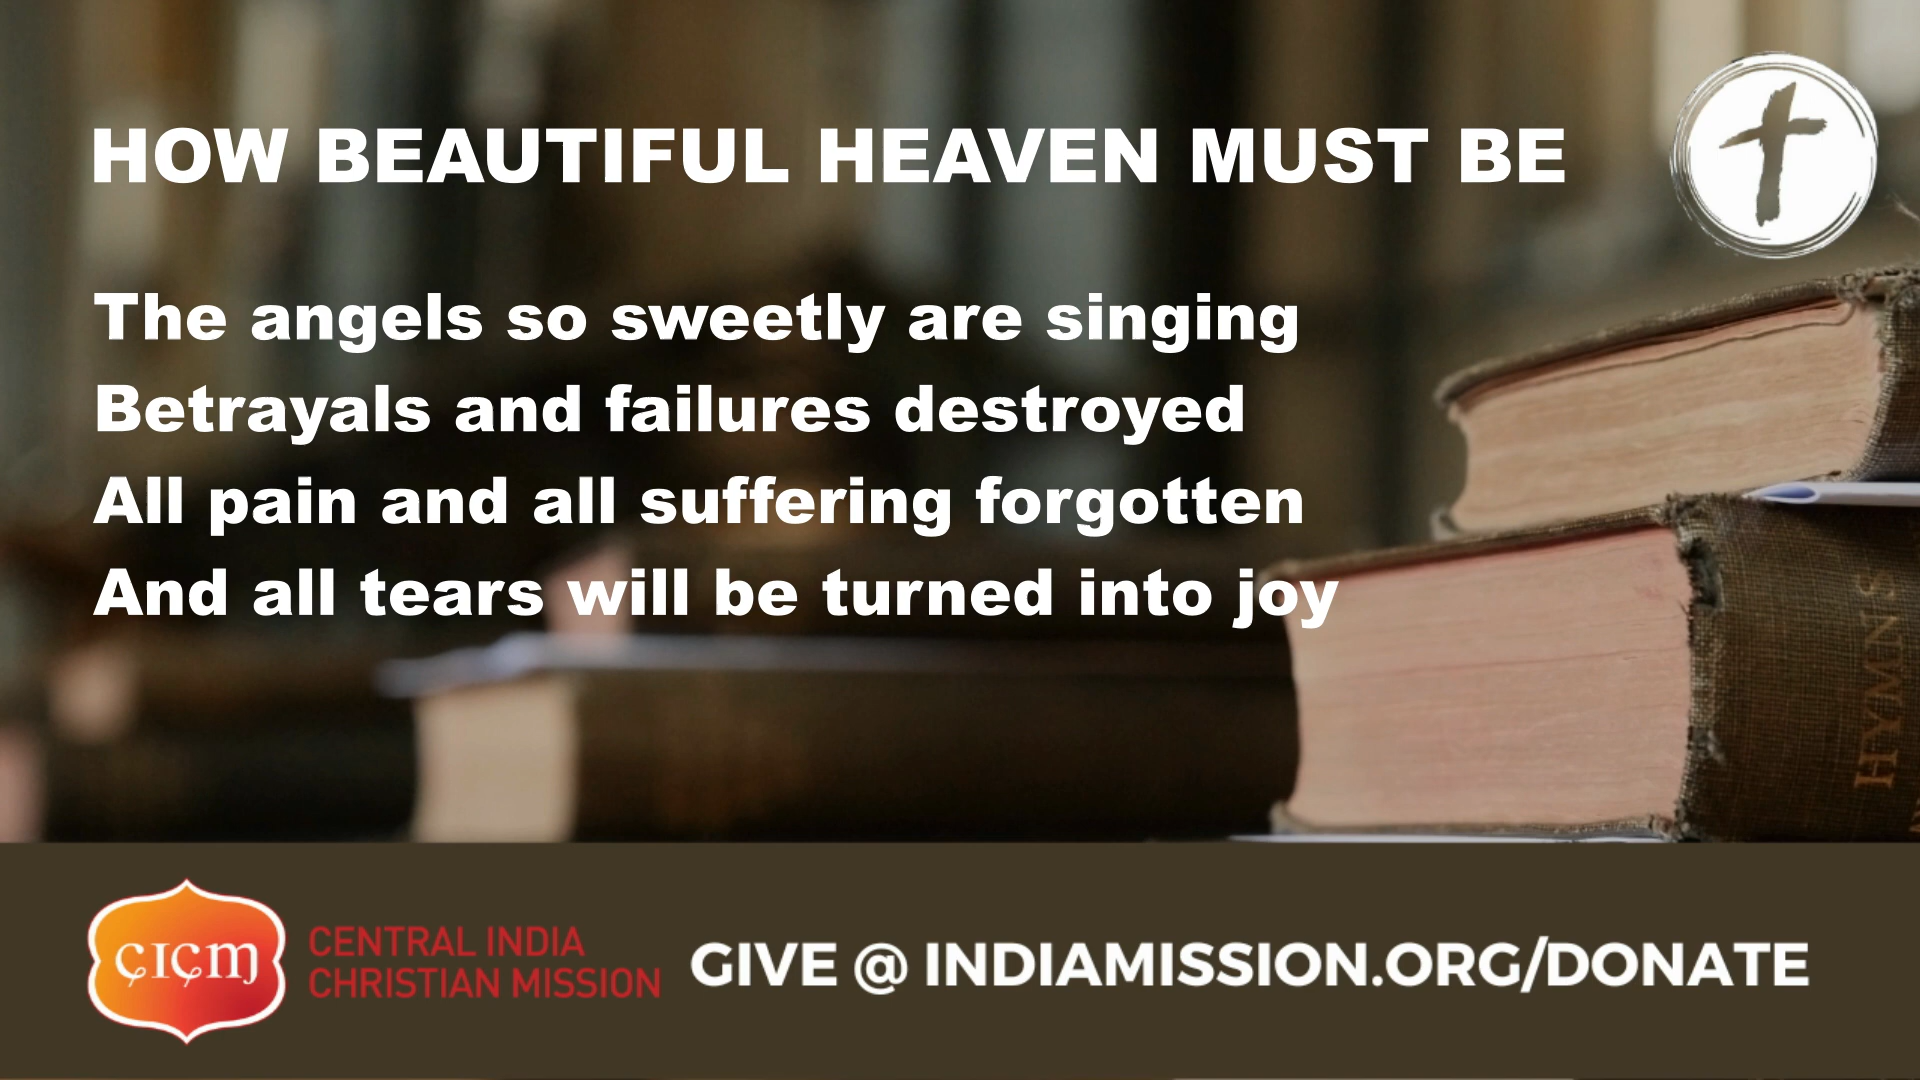 HOW BEAUTIFUL HEAVEN MUST BE
The angels so sweetly are singing
Betrayals and failures destroyed
All pain and all suffering forgotten
And all tears will be turned into joy
HYMNS
CICM
CENTRAL INDIA
CHRISTIAN MISSION
GIVE @ INDIAMISSION.ORG/DONATE